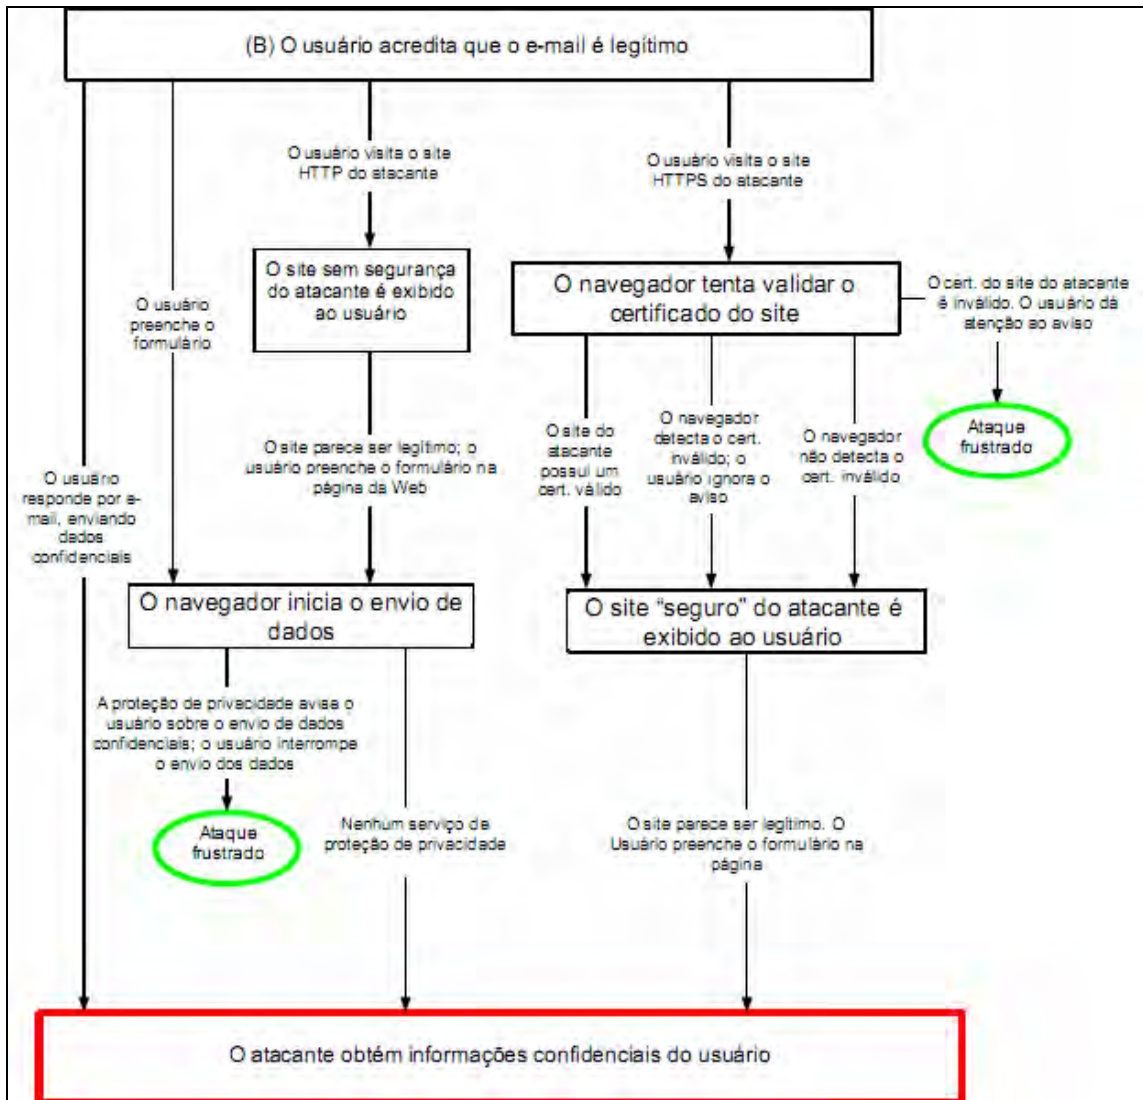 (B) O usuário acredita que o e-mail é legítimo
O usuário visita o site
HTTP do atacante
O usuário visita o site
HTTPS do atacante
O site sem segurança
do atacante é exibido
ao usuário
O navegador tenta validar o
certificado do site
O cert. do site do atacante
é inválido. O usuário dá
atenção ao aviso
O usuário
preenche o
formulário
Ataque
frustrado
O site do
atacante
possui um
cert. válido
O navegador
detecta o cert.
inválido; o
usuário ignora o
aviso
O navegador
não detecta o
cert. inválido
O site parece ser legítimo; o
usuário preenche o formulário na
página da Web
O usuário
responde por e-
mail, enviando
dados
confidenciais
O navegador inicia o envio de
dados
O site “seguro” do atacante é
exibido ao usuário
A proteção de privacidade avisa o
usuário sobre o envio de dados
confidenciais; o usuário interrompe
o envio dos dados
Ataque
frustrado
Nenhum serviço de
proteção de privacidade
O site parece ser legítimo. O
Usuário preenche o formulário na
página
O atacante obtém informações confidenciais do usuário